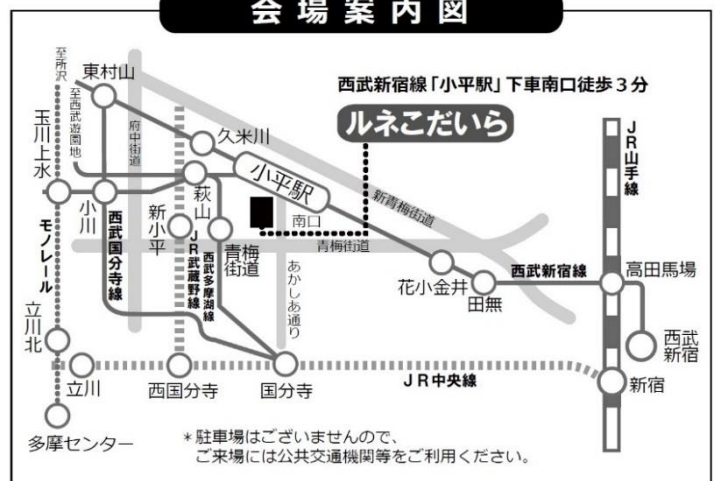 会場案内図
西武新宿線「小平駅」下車南口徒歩3分
ルネこだいら
至所沢
東村山
至西武遊園地
府中街道
久米川
玉川上水
小川
萩山
小平駅
新青梅街道
南口
青梅街道
新小平
青梅街道
モノレール
西武国分寺線
JR武蔵野線
西武多摩湖線
あかしあ通り
花小金井
田無
西武新宿線
JR山手線
高田馬場
西武新宿
立川北
立川
西国分寺
国分寺
JR中央線
新宿
多摩センター
*駐車場はございませんので、
ご来場には公共交通機関等をご利用ください。